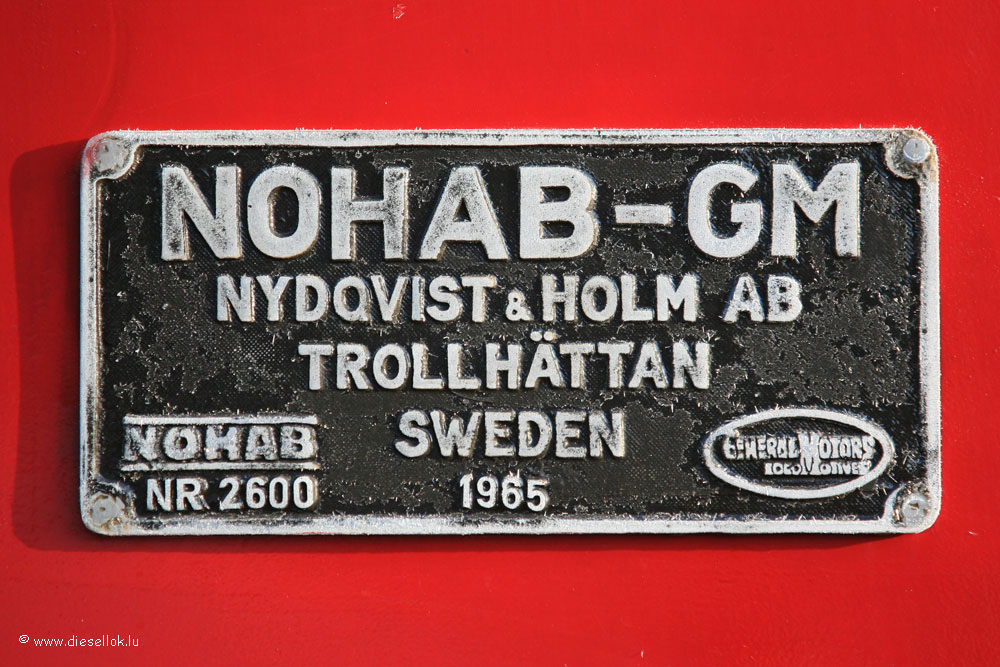 NOHAB-GM
NYDQVIST & HOLM AB
TROLLHÄTTAN
SWEDEN
NOHAB
NR 2600
1965
GENERAL MOTORS
LOCOMOTIVES
© www.diesellok.lu